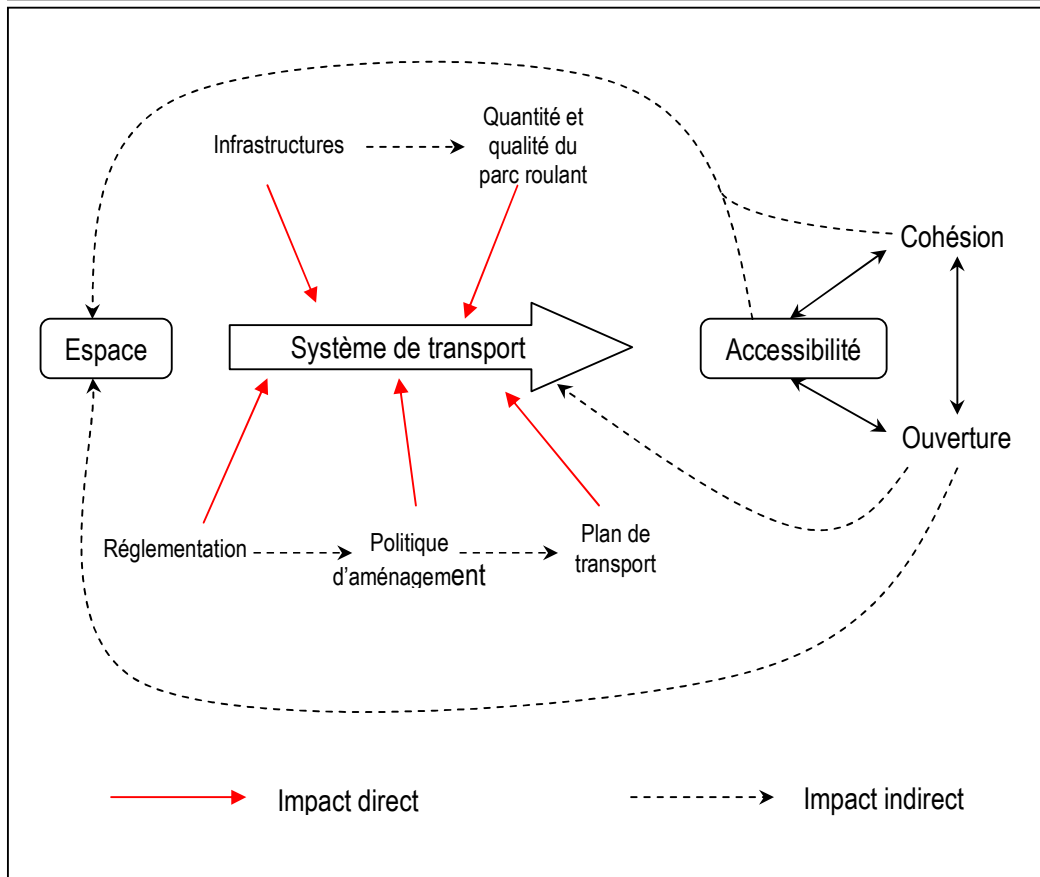 Infrastructures
Quantité et
qualité du
parc roulant
Cohésion
Espace
Système de transport
Accessibilité
Ouverture
Réglementation
Politique
d'aménagement
Plan de
transport
Impact direct
Impact indirect